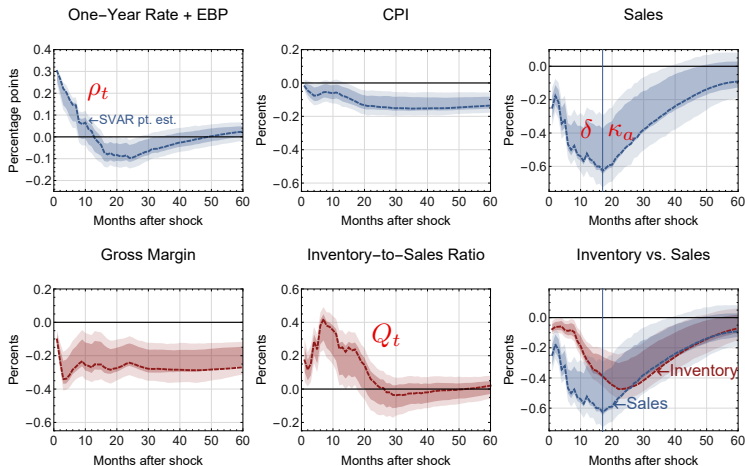 One−Year Rate + EBP
CPI
Sales
Percentage points
0.4
0.3
0.2
0.1
0.0
−0.1
−0.2
ρt
←SVAR pt. est.
0 10 20 30 40 50 60
Months after shock
Percents
0.2
0.0
−0.2
−0.4
−0.6
0 10 20 30 40 50 60
Months after shock
Percents
0.0
−0.2
−0.4
−0.6
−0.8
δ κa
0 10 20 30 40 50 60
Months after shock
Gross Margin
Inventory−to−Sales Ratio
Inventory vs. Sales
Percents
0.0
−0.2
−0.4
−0.6
0 10 20 30 40 50 60
Months after shock
Percents
0.6
0.4
0.2
0.0
−0.2
Qt
0 10 20 30 40 50 60
Months after shock
Percents
0.0
−0.2
−0.4
−0.6
←Inventory
←Sales
0 10 20 30 40 50 60
Months after shock